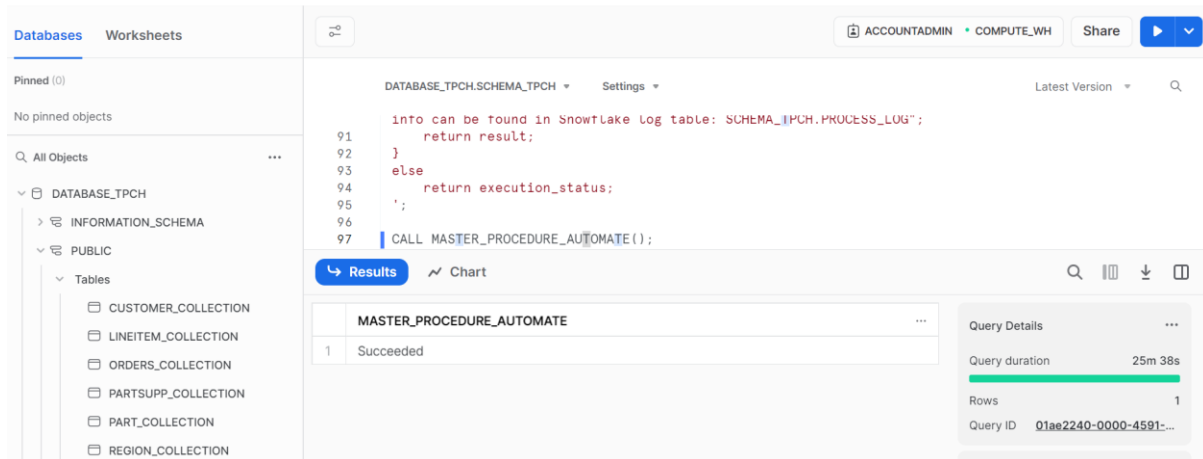 Databases Worksheets
ACCOUNTADMIN • COMPUTE_WH Share
Pinned (0)
No pinned objects
All Objects ...
DATABASE_TPCH
INFORMATION_SCHEMA
PUBLIC
Tables
CUSTOMER_COLLECTION
LINEITEM_COLLECTION
ORDERS_COLLECTION
PARTSUPP_COLLECTION
PART_COLLECTION
REGION_COLLECTION
DATABASE_TPCH.SCHEMA_TPCH Settings Latest Version
info can be found in Snowflake log table: SCHEMA_TPCH.PROCESS_LOG";
91 return result;
92 }
93 else
94 return execution_status;
95 ';
96
97 CALL MASTER_PROCEDURE_AUTOMATE();
Results Chart
MASTER_PROCEDURE_AUTOMATE ...
1 Succeeded
Query Details ...
Query duration 25m 38s
Rows 1
Query ID 01ae2240-0000-4591-...